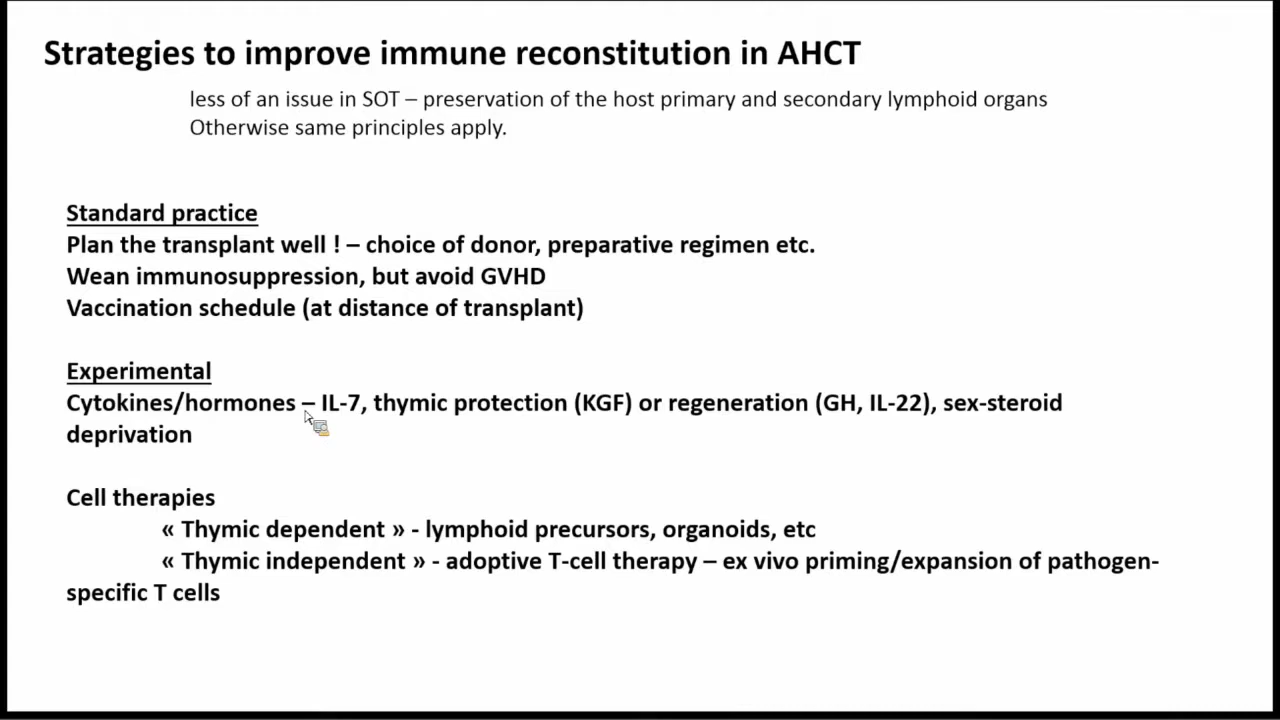 Strategies to improve immune reconstitution in AHCT
less of an issue in SOT – preservation of the host primary and secondary lymphoid organs
Otherwise same principles apply.
Standard practice
Plan the transplant well ! – choice of donor, preparative regimen etc.
Wean immunosuppression, but avoid GVHD
Vaccination schedule (at distance of transplant)
Experimental
Cytokines/hormones – IL-7, thymic protection (KGF) or regeneration (GH, IL-22), sex-steroid
deprivation
Cell therapies
« Thymic dependent » - lymphoid precursors, organoids, etc
« Thymic independent » - adoptive T-cell therapy – ex vivo priming/expansion of pathogen-
specific T cells